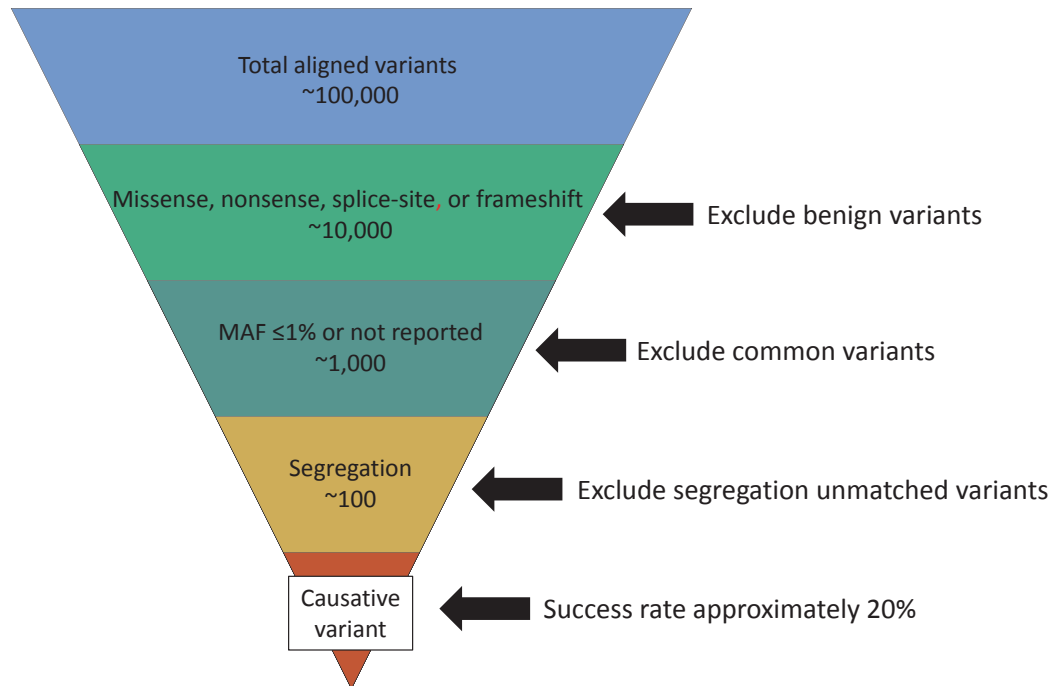 Total aligned variants
~100,000
Missense, nonsense, splice-site, or frameshift
~10,000
Exclude benign variants
MAF ≤1% or not reported
~1,000
Exclude common variants
Segregation
~100
Exclude segregation unmatched variants
Causative
variant
Success rate approximately 20%